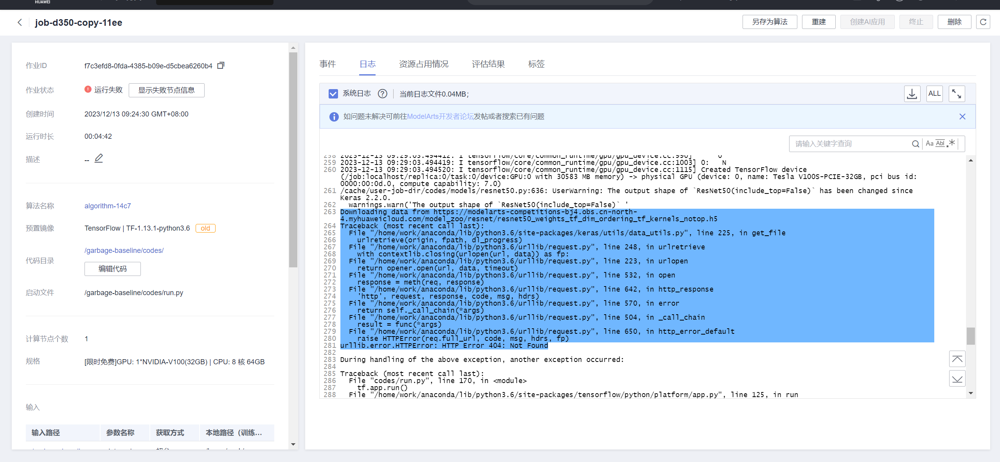 HUAWEI
job-d350-copy-11ee
另存为算法
重建
创建AI应用
终止
删除
作业ID
f7c3efd8-0fda-4385-b09e-d5cbea6260b4
作业状态
运行失败
显示失败节点信息
创建时间
2023/12/13 09:24:30 GMT+08:00
运行时长
00:04:42
描述
--
算法名称
algorithm-14c7
预置镜像
TensorFlow | TF-1.13.1-python3.6
old
代码目录
/garbage-baseline/codes/
编辑代码
启动文件
/garbage-baseline/codes/run.py
计算节点个数
1
规格
[限时免费]GPU: 1*NVIDIA-V100(32GB) | CPU: 8 核 64GB
输入
输入路径
参数名称
获取方式
本地路径（训练...
事件
日志
资源占用情况
评估结果
标签
系统日志
当前日志文件0.04MB；
ALL
如问题未解决可前往ModelArts开发者论坛发帖或者搜索已有问题
请输入关键字查询
Aa
Abl
.*
258 2023-12-13 09:29:03.494412: I tensorflow/core/common_runtime/gpu/gpu_device.cc:990]      0
259 2023-12-13 09:29:03.494419: I tensorflow/core/common_runtime/gpu/gpu_device.cc:1003] 0:   N
260 2023-12-13 09:29:03.494520: I tensorflow/core/common_runtime/gpu/gpu_device.cc:1115] Created TensorFlow device
(/job:localhost/replica:0/task:0/device:GPU:0 with 30583 MB memory) -> physical GPU (device: 0, name: Tesla V100S-PCIE-32GB, pci bus id:
0000:00:0d.0, compute capability: 7.0)
261 /cache/user-job-dir/codes/models/resnet50.py:636: UserWarning: The output shape of `ResNet50(include_top=False)` has been changed since
Keras 2.2.0.
262   warnings.warn('The output shape of `ResNet50(include_top=False)` '
263 Downloading data from https://modelarts-competitions-bj4.obs.cn-north-
4.myhuaweicloud.com/model_zoo/resnet/resnet50_weights_tf_dim_ordering_tf_kernels_notop.h5
264 Traceback (most recent call last):
265   File "/home/work/anaconda/lib/python3.6/site-packages/keras/utils/data_utils.py", line 225, in get_file
266     urlretrieve(origin, fpath, dl_progress)
267   File "/home/work/anaconda/lib/python3.6/urllib/request.py", line 248, in urlretrieve
268     with contextlib.closing(urlopen(url, data)) as fp:
269   File "/home/work/anaconda/lib/python3.6/urllib/request.py", line 223, in urlopen
270     return opener.open(url, data, timeout)
271   File "/home/work/anaconda/lib/python3.6/urllib/request.py", line 532, in open
272     response = meth(req, response)
273   File "/home/work/anaconda/lib/python3.6/urllib/request.py", line 642, in http_response
274     'http', request, response, code, msg, hdrs)
275   File "/home/work/anaconda/lib/python3.6/urllib/request.py", line 570, in error
276     return self._call_chain(*args)
277   File "/home/work/anaconda/lib/python3.6/urllib/request.py", line 504, in _call_chain
278     result = func(*args)
279   File "/home/work/anaconda/lib/python3.6/urllib/request.py", line 650, in http_error_default
280     raise HTTPError(req.full_url, code, msg, hdrs, fp)
281 urllib.error.HTTPError: HTTP Error 404: Not Found
282
283 During handling of the above exception, another exception occurred:
284
285 Traceback (most recent call last):
286   File "codes/run.py", line 170, in <module>
287     tf.app.run()
288   File "/home/work/anaconda/lib/python3.6/site-packages/tensorflow/python/platform/app.py", line 125, in run